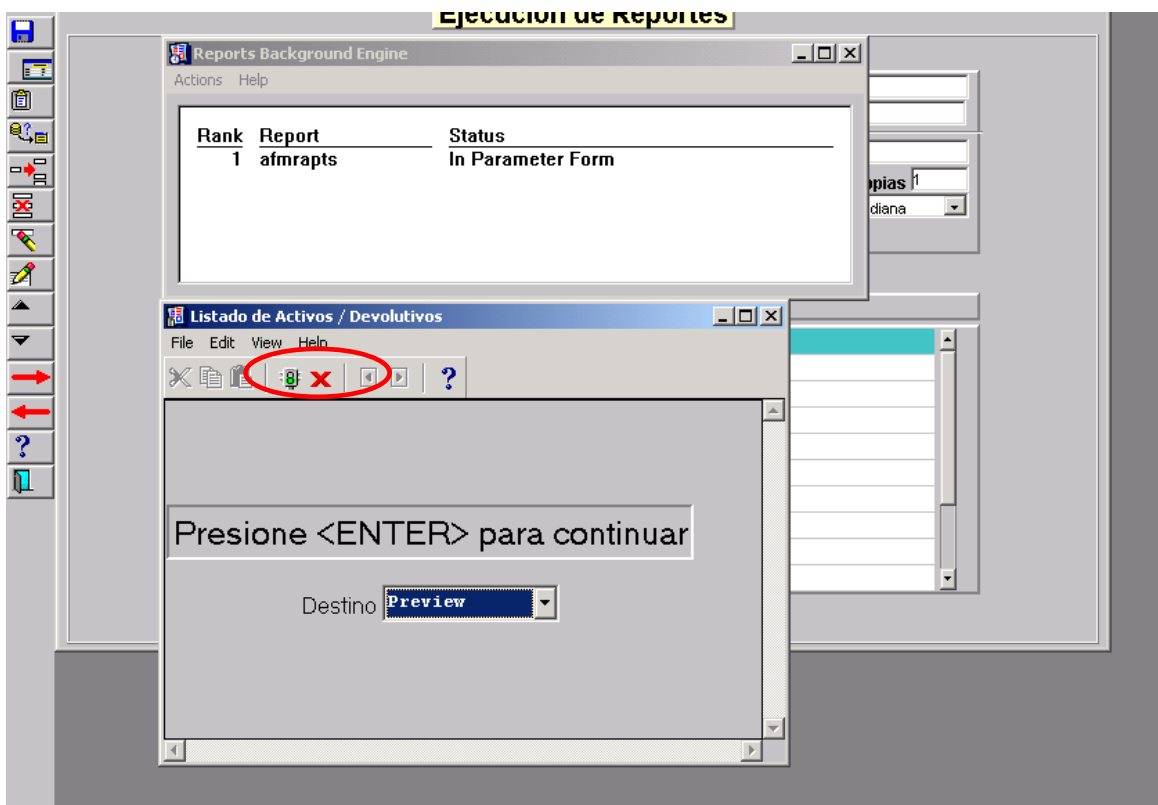 Ejecución de Reportes
Reports Background Engine
Actions Help
Rank Report Status
1 afmrapts In Parameter Form
opias 1
diana
Listado de Activos / Devolutivos
File Edit View Help
Presione <ENTER> para continuar
Destino Preview